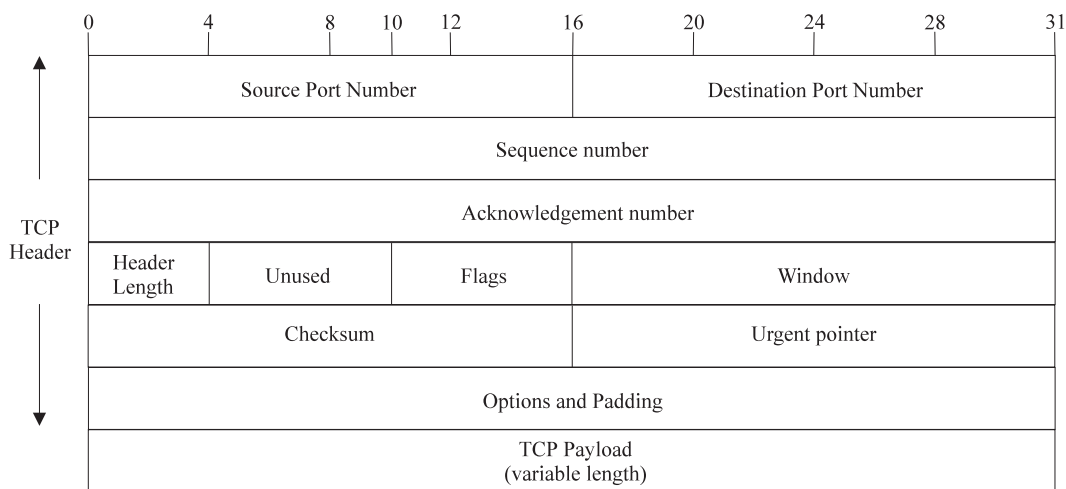 0 4 8 10 12 16 20 24 28 31
Source Port Number Destination Port Number
Sequence number
Acknowledgement number
TCP
Header
Header
Length
Unused Flags Window
Checksum Urgent pointer
Options and Padding
TCP Payload
(variable length)